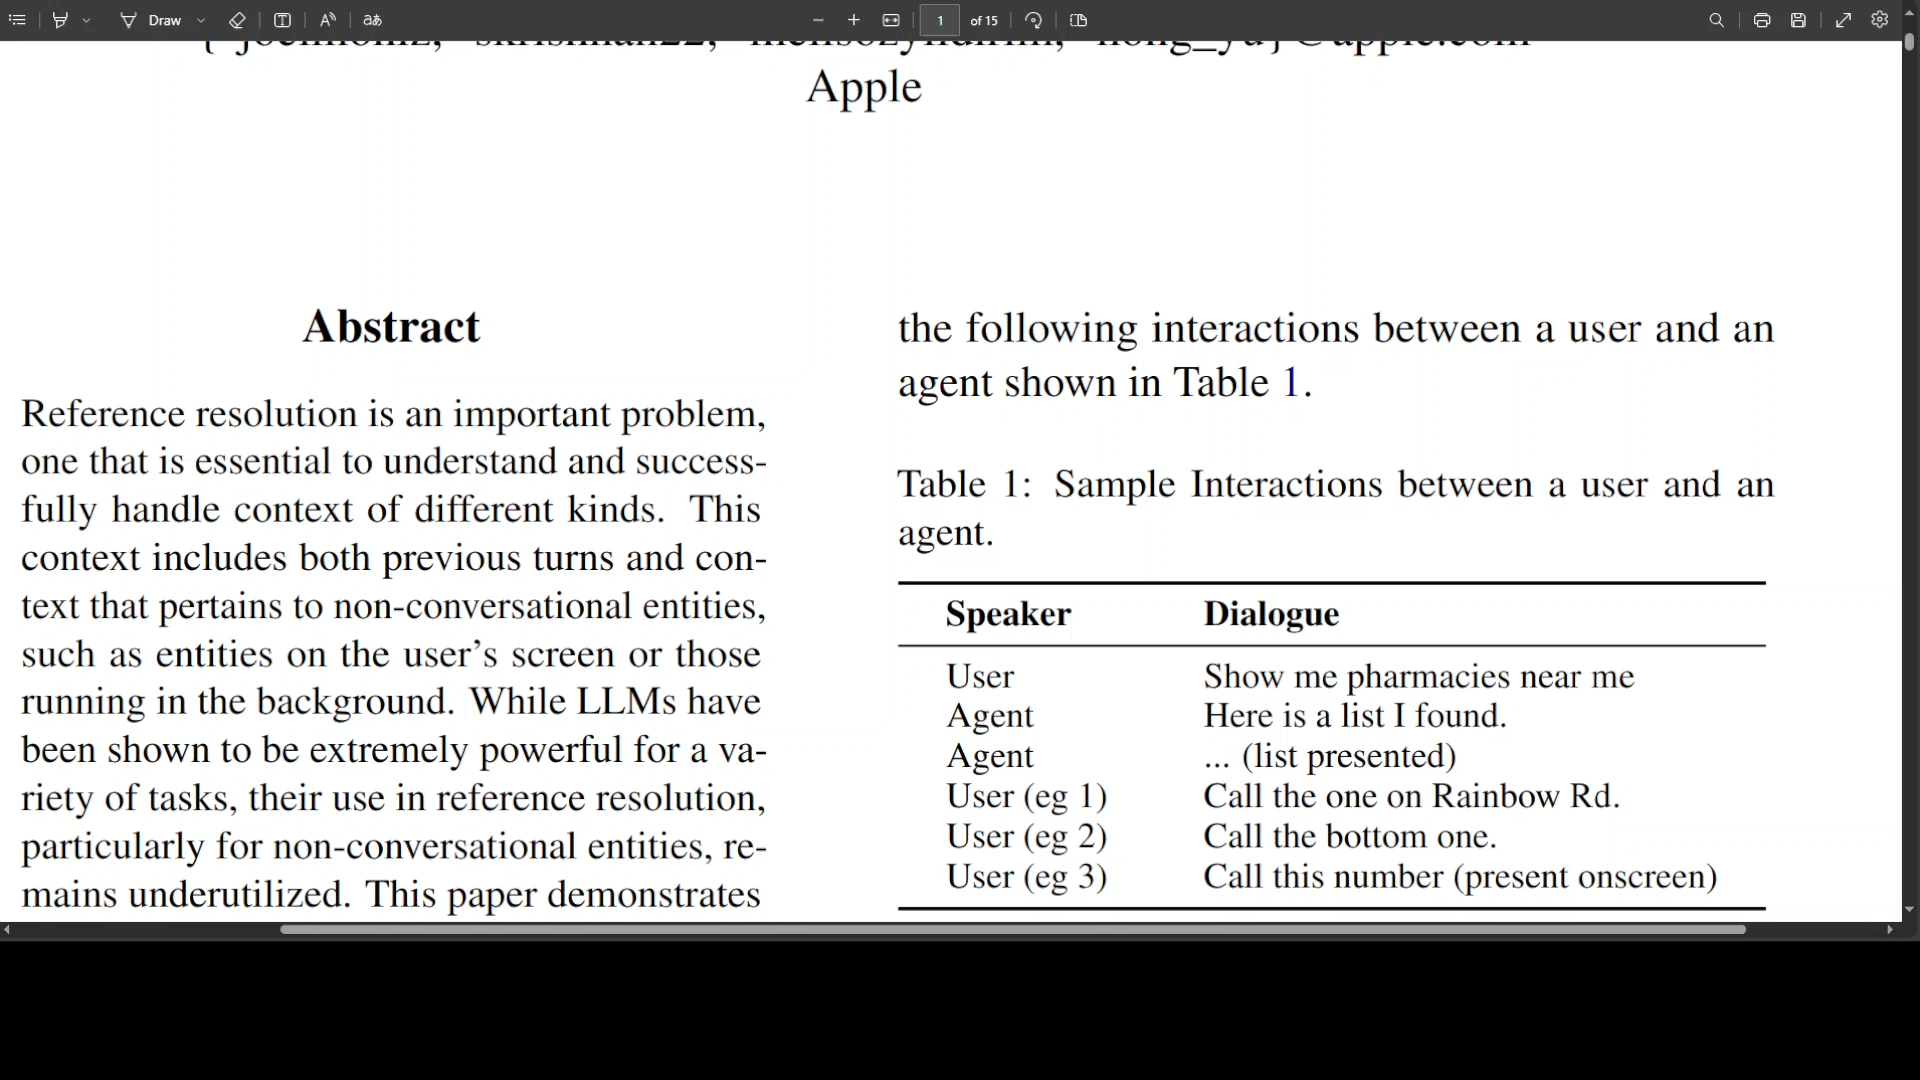 Draw
1
of 15
Apple
Abstract
Reference resolution is an important problem,
one that is essential to understand and success-
fully handle context of different kinds. This
context includes both previous turns and con-
text that pertains to non-conversational entities,
such as entities on the user's screen or those
running in the background. While LLMs have
been shown to be extremely powerful for a va-
riety of tasks, their use in reference resolution,
particularly for non-conversational entities, re-
mains underutilized. This paper demonstrates
the following interactions between a user and an
agent shown in Table 1.
Table 1: Sample Interactions between a user and an
agent.
Speaker Dialogue
User Show me pharmacies near me
Agent Here is a list I found.
Agent ... (list presented)
User (eg 1) Call the one on Rainbow Rd.
User (eg 2) Call the bottom one.
User (eg 3) Call this number (present onscreen)